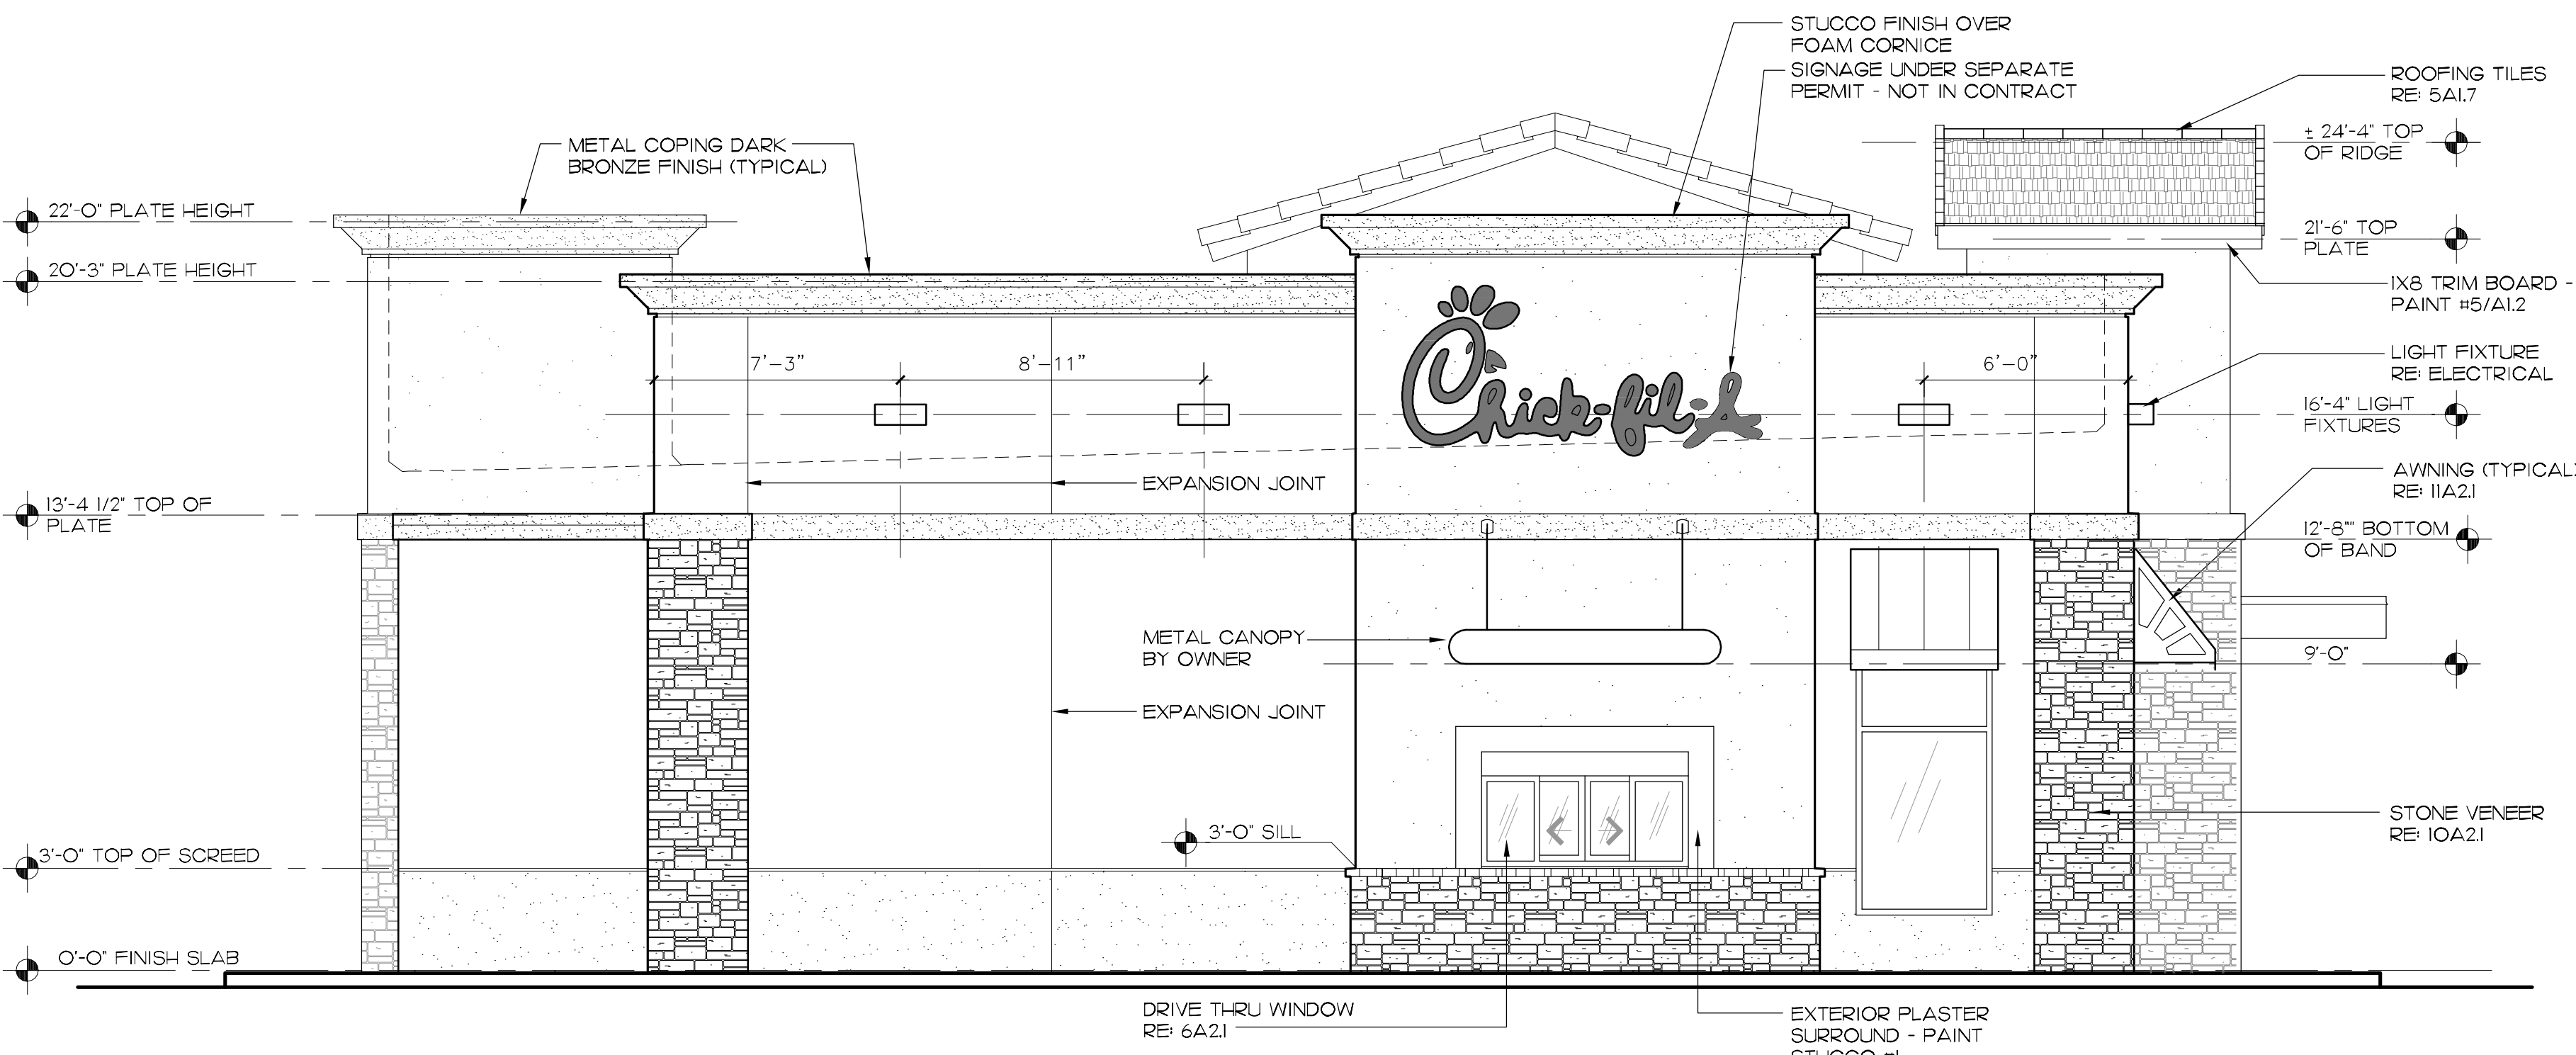 STUCCO FINISH OVER
FOAM CORNICE
SIGNAGE UNDER SEPARATE
PERMIT - NOT IN CONTRACT
ROOFING TILES
RE: 5A1.7
± 24'-4" TOP
OF RIDGE
METAL COPING DARK
BRONZE FINISH (TYPICAL)
22'-0" PLATE HEIGHT
21'-6" TOP
PLATE
20'-3" PLATE HEIGHT
1X8 TRIM BOARD -
PAINT #5/A1.2
7'-3"
8'-11"
6'-0"
LIGHT FIXTURE
RE: ELECTRICAL
Chick-fil-A
16'-4" LIGHT
FIXTURES
EXPANSION JOINT
AWNING (TYPICAL)
RE: 11A2.1
13'-4 1/2" TOP OF
PLATE
12'-8"" BOTTOM
OF BAND
METAL CANOPY
BY OWNER
9'-0"
EXPANSION JOINT
STONE VENEER
RE: 10A2.1
3'-0" SILL
3'-0" TOP OF SCREED
0'-0" FINISH SLAB
DRIVE THRU WINDOW
RE: 6A2.1
EXTERIOR PLASTER
SURROUND - PAINT
STUCCO #1